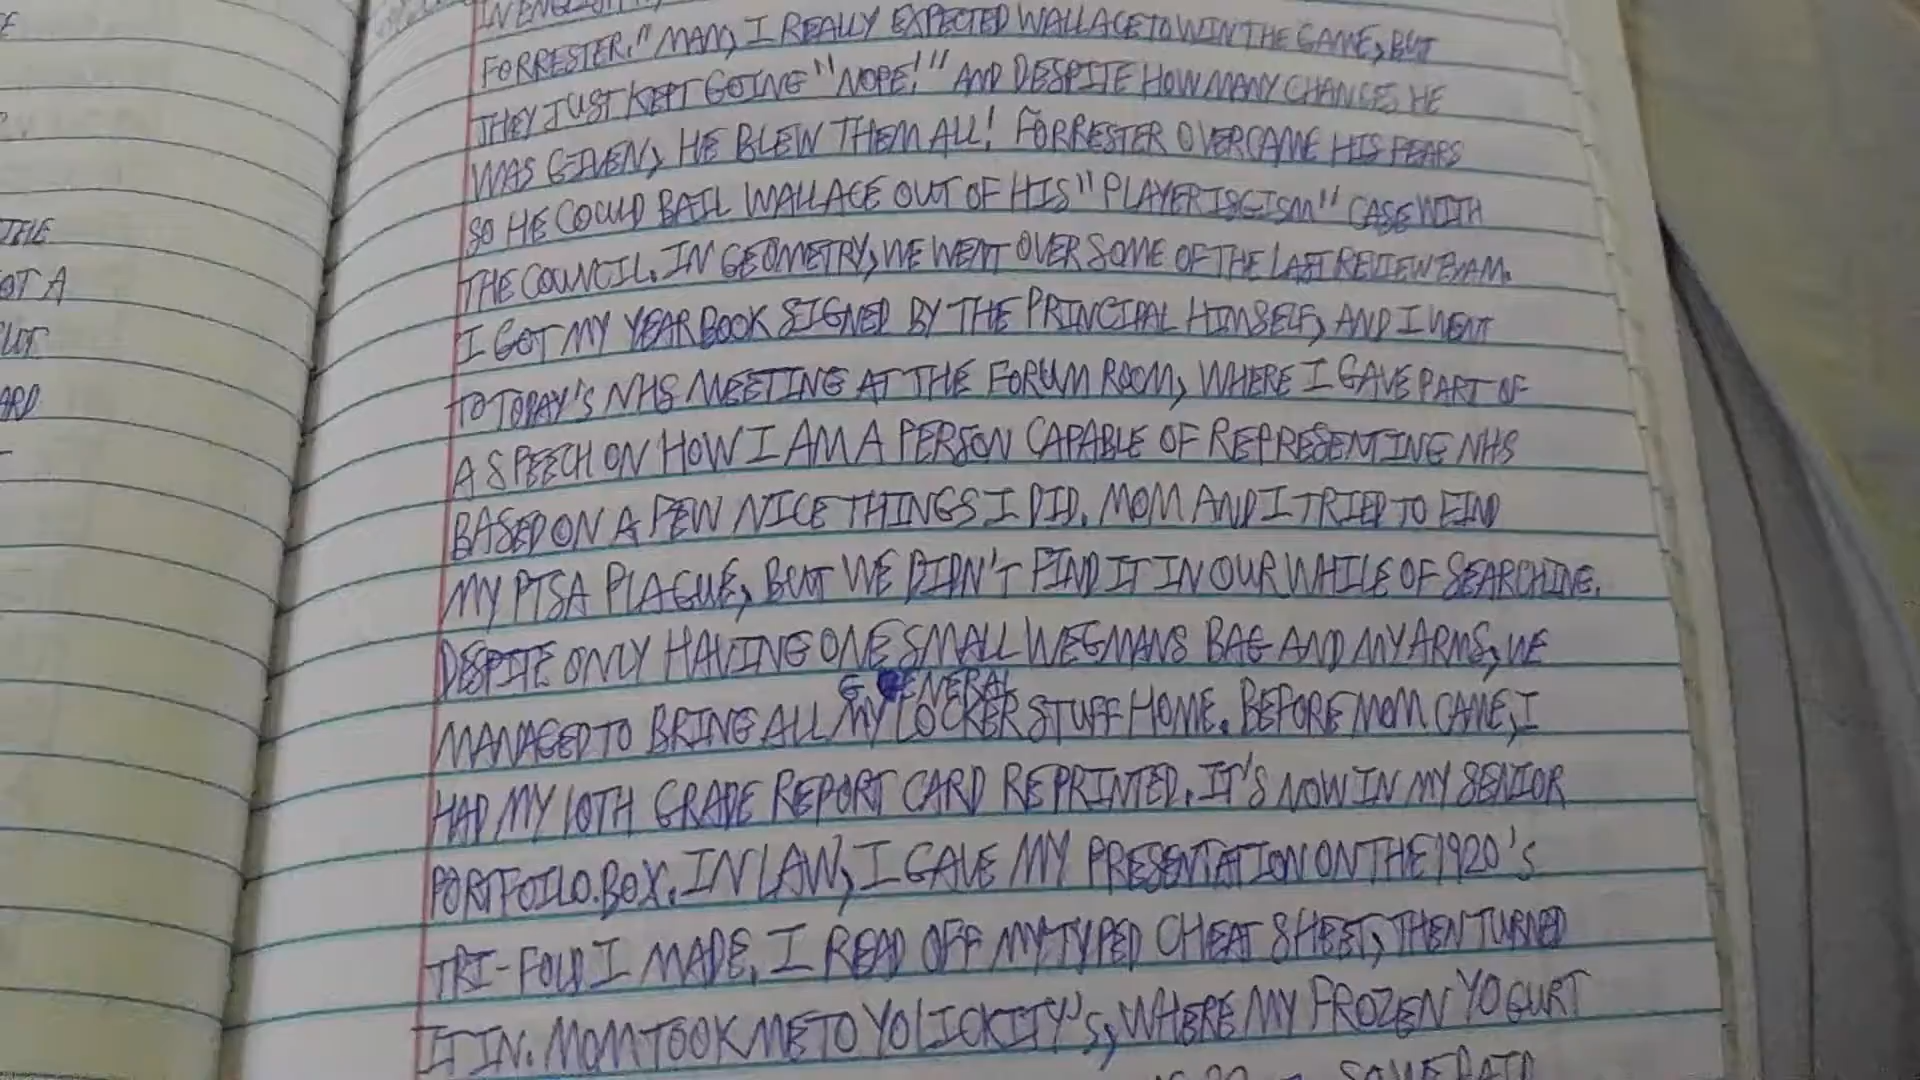 IN ENGLISH,
FORRESTER." MAN, I REALLY EXPECTED WALLACE TO WIN THE GAME, BUT
THEY JUST KEPT GOING "NOPE!" AND DESPITE HOW MANY CHANCES HE
WAS GIVEN, HE BLEW THEM ALL! FORRESTER OVERCAME HIS FEARS
SO HE COULD BAIL WALLACE OUT OF HIS "PLAYERISCISM" CASE WITH
THE COUNCIL. IN GEOMETRY, WE WENT OVER SOME OF THE LAST REVIEW EXAM.
I GOT MY YEARBOOK SIGNED BY THE PRINCIPAL HIMSELF, AND I WENT
TO TODAY'S NHS MEETING AT THE FORUM ROOM, WHERE I GAVE PART OF
A SPEECH ON HOW I AM A PERSON CAPABLE OF REPRESENTING NHS
BASED ON A FEW NICE THINGS I DID. MOM AND I TRIED TO FIND
MY PTSA PLAGUE, BUT WE DIDN'T FIND IT IN OUR WHILE OF SEARCHING.
DESPITE ONLY HAVING ONE SMALL WEGMANS BAG AND MY ARMS, WE
GENERAL
MANAGED TO BRING ALL MY LOCKER STUFF HOME. BEFORE MOM CAME, I
HAD MY 10TH GRADE REPORT CARD REPRINTED. IT'S NOW IN MY SENIOR
PORTFOILO.BOX. IN LAW, I GAVE MY PRESENTATION ON THE 1920'S
TRI-FOLD I MADE. I READ OFF MY TYPED CHEAT SHEET, THEN TURNED
IT IN. MOM TOOK ME TO YOLICKITY'S, WHERE MY FROZEN YOGURT
THE
OT A
UT
ARD